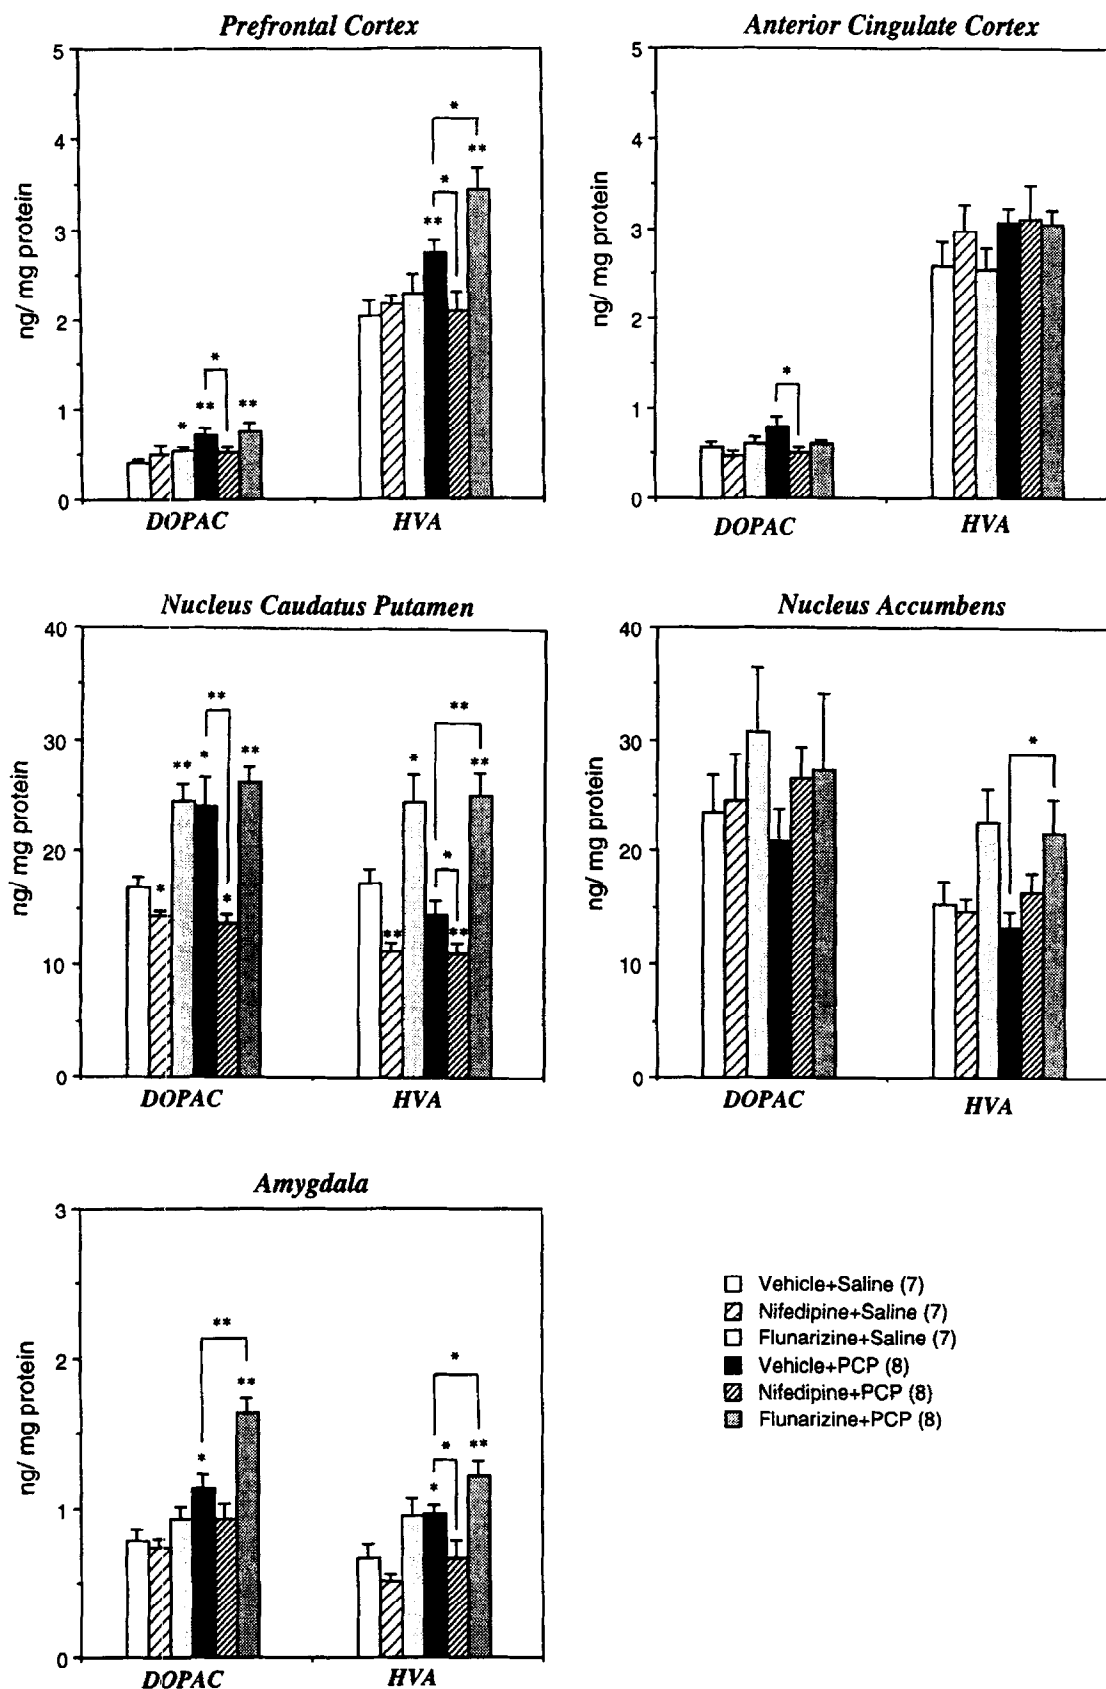 Prefrontal Cortex
5
4
3
2
1
0
ng/ mg protein
*
**
*
**
*
**
*
**
DOPAC
HVA
Anterior Cingulate Cortex
5
4
3
2
1
0
ng/ mg protein
*
DOPAC
HVA
Nucleus Caudatus Putamen
40
30
20
10
0
ng/ mg protein
**
**
*
**
*
*
**
*
**
*
**
**
DOPAC
HVA
Nucleus Accumbens
40
30
20
10
0
ng/ mg protein
*
DOPAC
HVA
Amygdala
3
2
1
0
ng/ mg protein
**
**
*
*
**
*
*
DOPAC
HVA
Vehicle+Saline (7)
Nifedipine+Saline (7)
Flunarizine+Saline (7)
Vehicle+PCP (8)
Nifedipine+PCP (8)
Flunarizine+PCP (8)